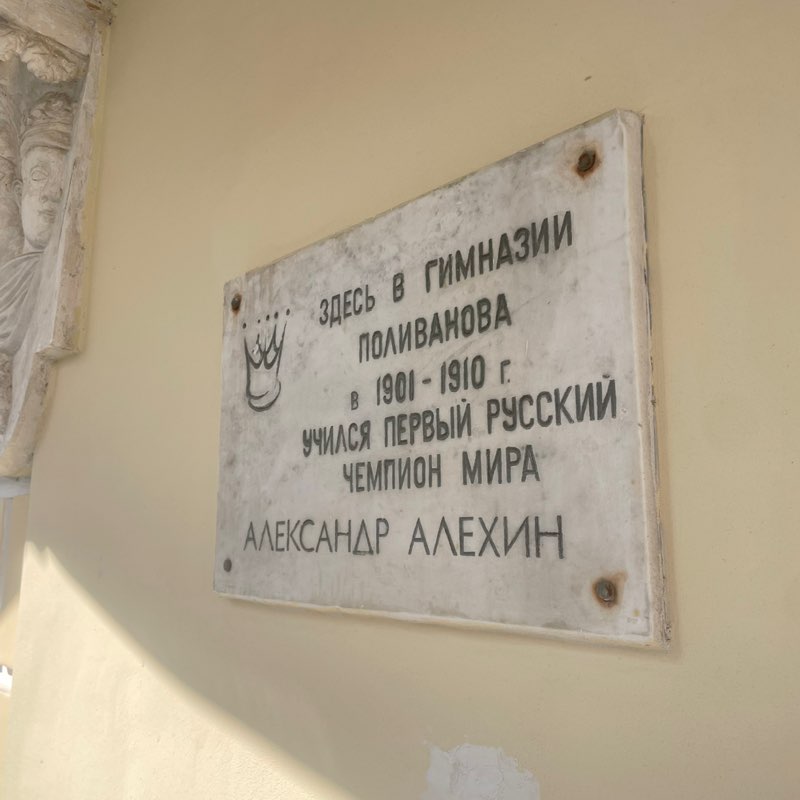 ЗДЕСЬ В ГИМНАЗИИ
ПОЛИВАНОВА
в 1901 - 1910 г.
УЧИЛСЯ ПЕРВЫЙ РУССКИЙ
ЧЕМПИОН МИРА
АЛЕКСАНДР АЛЕХИН